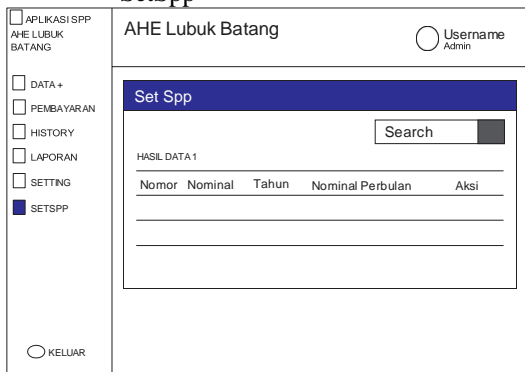 SetSpp
APLIKASI SPP
AHE LUBUK
BATANG
AHE Lubuk Batang
Username
Admin
DATA +
PEMBAYARAN
HISTORY
LAPORAN
SETTING
SETSPP
KELUAR
Set Spp
Search
HASIL DATA 1
Nomor Nominal Tahun Nominal Perbulan Aksi